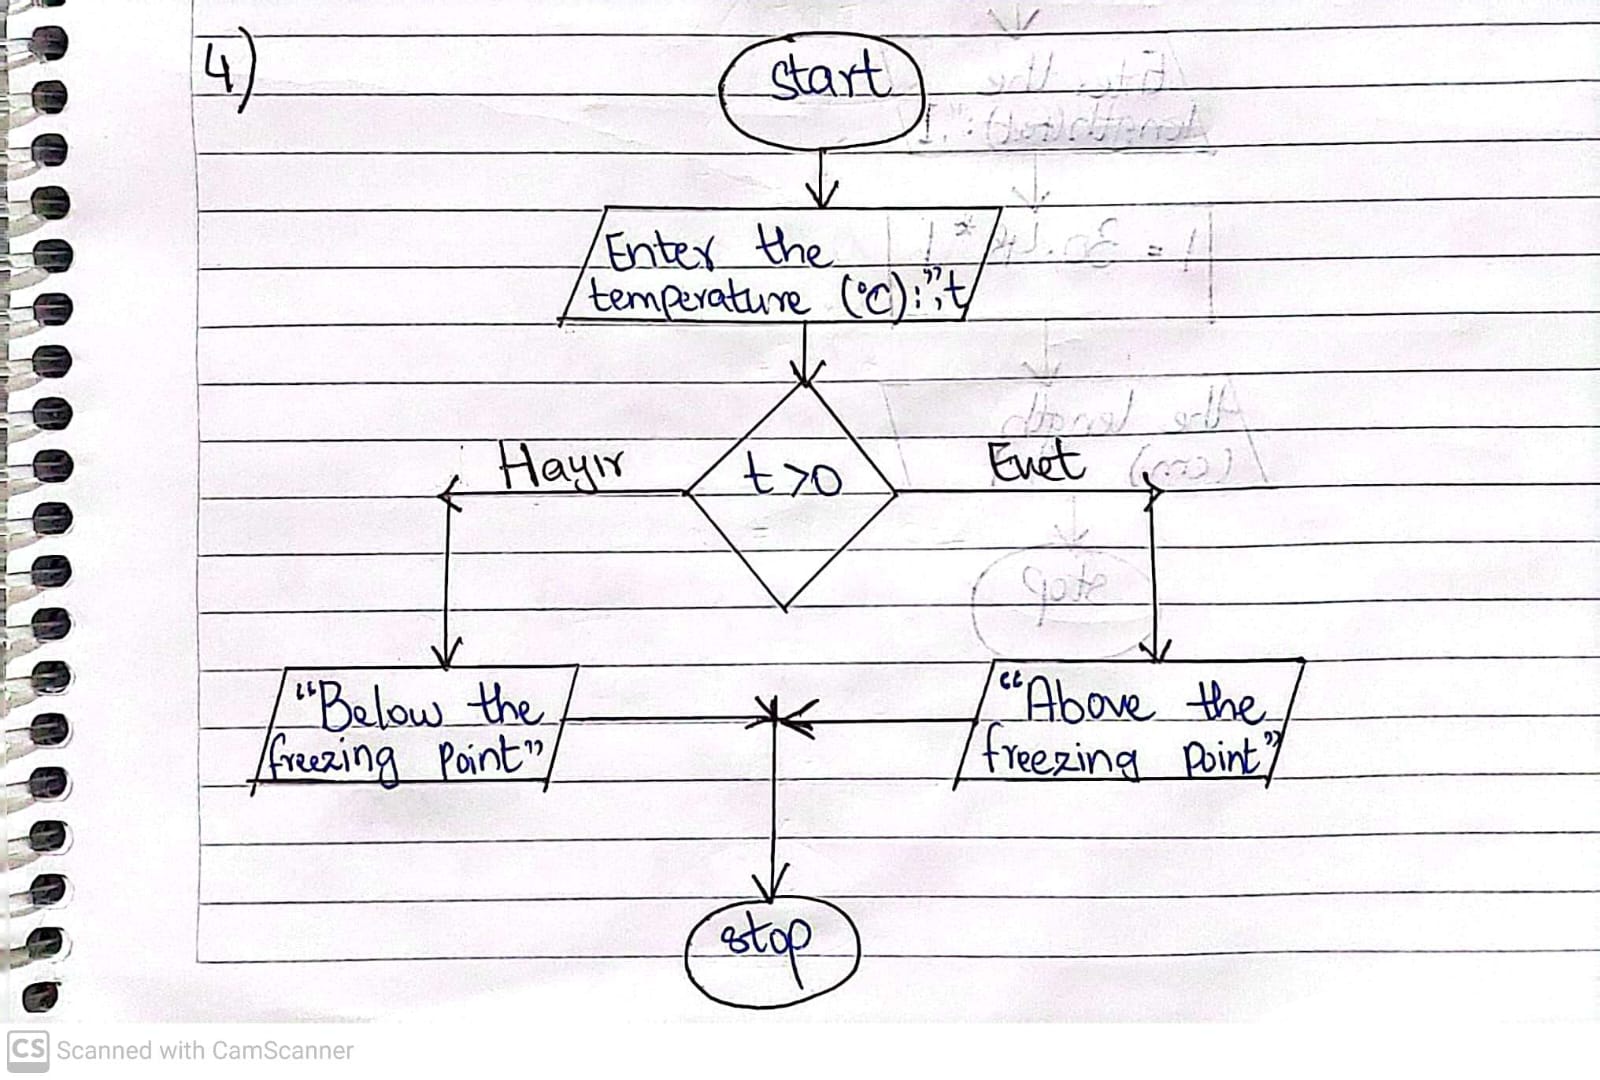 4)
start
Enter the
temperature (°C):”,t
t>0
Hayır
Evet
“Below the
freezing point”
“Above the
freezing point”
stop
CS Scanned with CamScanner